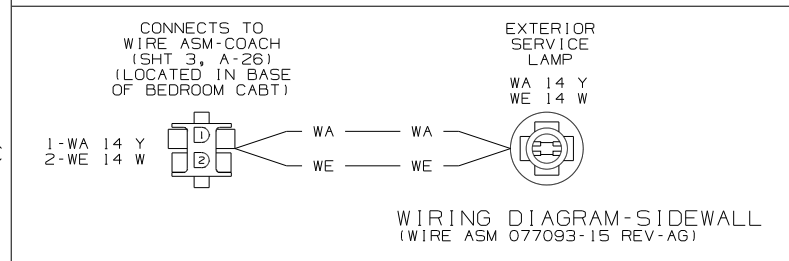 CONNECTS TO
WIRE ASM-COACH
(SHT 3, A-26)
(LOCATED IN BASE
OF BEDROOM CABT)
1-WA 14 Y
2-WE 14 W
1
2
WA WA
WE WE
EXTERIOR
SERVICE
LAMP
WA 14 Y
WE 14 W
WIRING DIAGRAM-SIDEWALL
(WIRE ASM 077093-15 REV-AG)